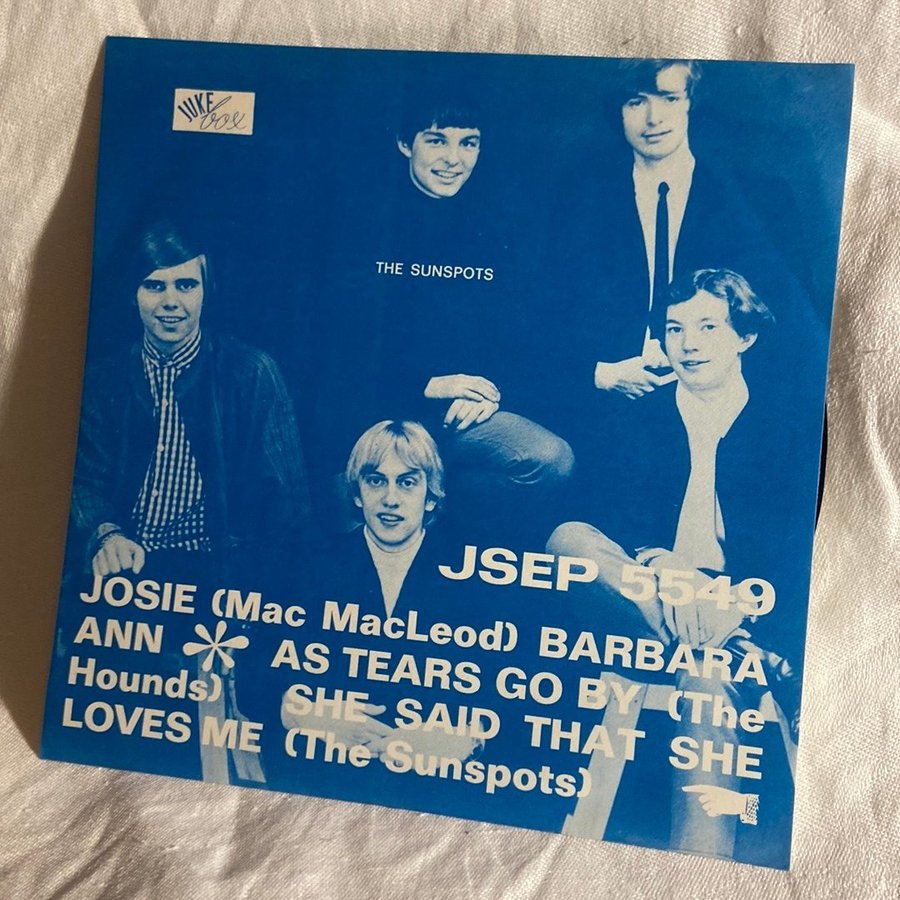 JUKE box
THE SUNSPOTS
JSEP 5549
JOSIE (Mac MacLeod) BARBARA
ANN * AS TEARS GO BY (The
Hounds) SHE SAID THAT SHE
LOVES ME (The Sunspots)